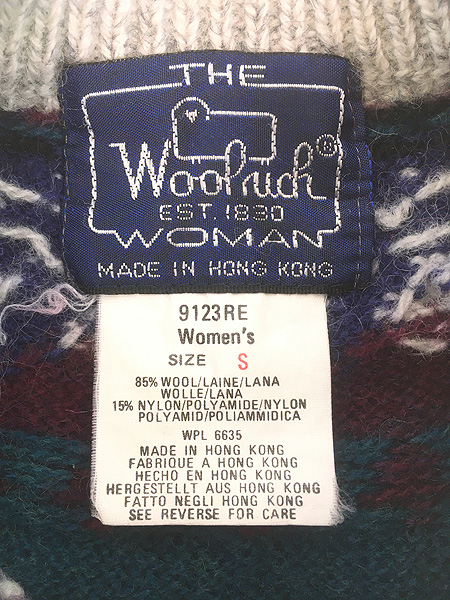 THE
Woolrich®
EST. 1830
WOMAN
MADE IN HONG KONG
9123RE
Women's
SIZE S
85% WOOL/LAINE/LANA
WOLLE/LANA
15% NYLON/POLYAMIDE/NYLON
POLYAMID/POLIAMMIDICA
WPL 6635
MADE IN HONG KONG
FABRIQUE A HONG KONG
HECHO EN HONG KONG
HERGESTELLT AUS HONG KONG
FATTO NEGLI HONG KONG
SEE REVERSE FOR CARE